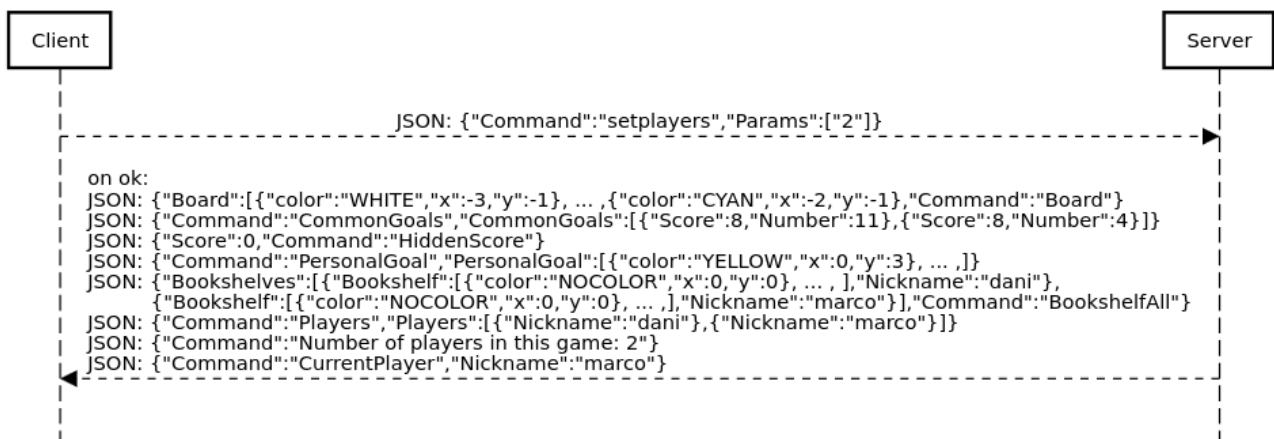 Client
Server
JSON: {"Command":"setplayers","Params":["2"]}
on ok:
JSON: {"Board":[{"color":"WHITE","x":-3,"y":-1}, ... ,{"color":"CYAN","x":-2,"y":-1},"Command":"Board"}
JSON: {"Command":"CommonGoals","CommonGoals":[{"Score":8,"Number":11},{"Score":8,"Number":4}]}
JSON: {"Score":0,"Command":"HiddenScore"}
JSON: {"Command":"PersonalGoal","PersonalGoal":[{"color":"YELLOW","x":0,"y":3}, ... ,]}
JSON: {"Bookshelves":[{"Bookshelf":[{"color":"NOCOLOR","x":0,"y":0}, ... , ],"Nickname":"dani"},
{"Bookshelf":[{"color":"NOCOLOR","x":0,"y":0}, ... ,],"Nickname":"marco"}],"Command":"BookshelfAll"}
JSON: {"Command":"Players","Players":[{"Nickname":"dani"},{"Nickname":"marco"}]}
JSON: {"Command":"Number of players in this game: 2"}
JSON: {"Command":"CurrentPlayer","Nickname":"marco"}